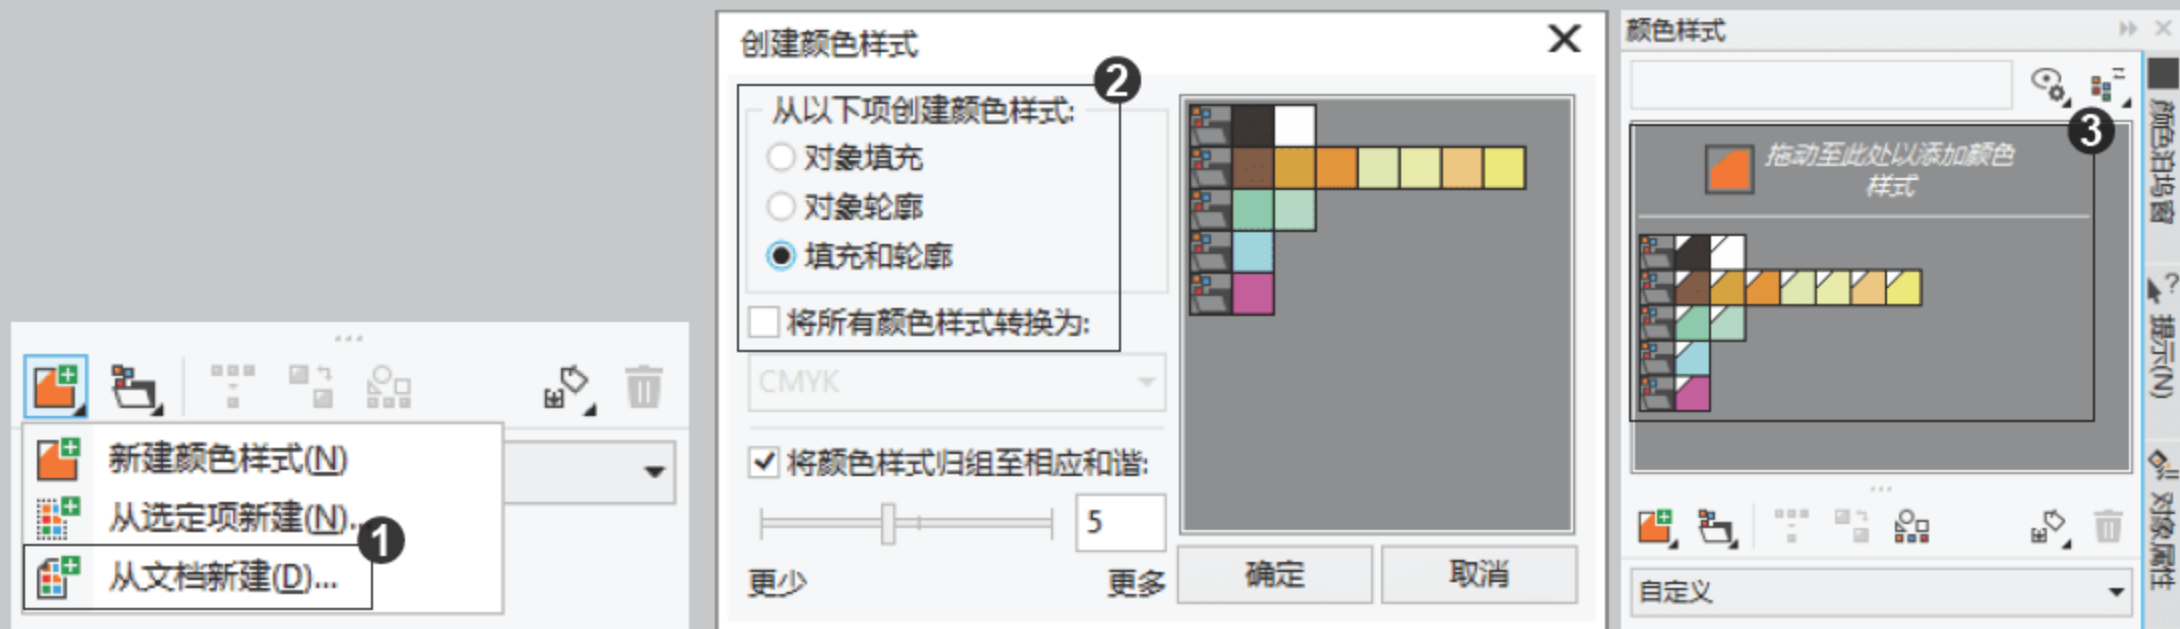 新建颜色样式(N)
从选定项新建(N)...
1
从文档新建(D)...
创建颜色样式
2
从以下项创建颜色样式:
对象填充
对象轮廓
填充和轮廓
将所有颜色样式转换为:
CMYK
将颜色样式归组至相应和谐:
5
更少
更多
确定
取消
颜色样式
3
拖动至此处以添加颜色
样式
自定义
颜色泊坞窗
提示(N)
对象属性